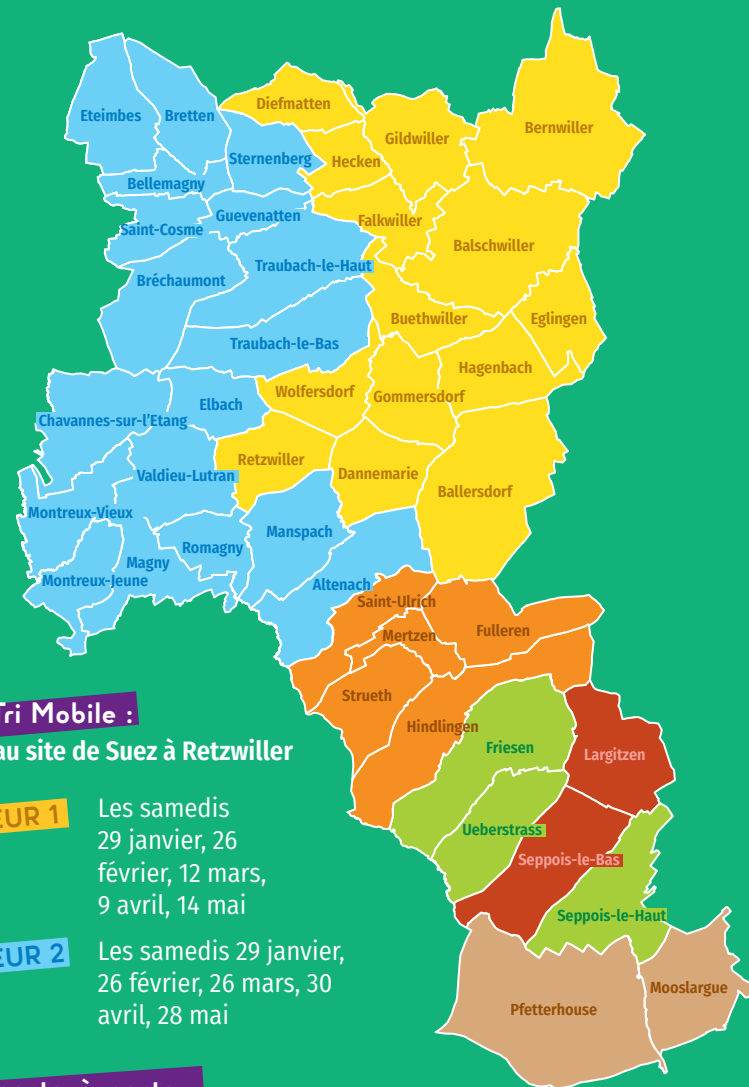 Eteimbes
Bretten
Diefmatten
Gildwiller
Bernwiller
Sternenberg
Hecken
Bellemagny
Guevenatten
Falkwiller
Saint-Cosme
Balschwiller
Traubach-le-Haut
Bréchaumont
Buethwiller
Eglingen
Traubach-le-Bas
Hagenbach
Wolfersdorf
Gommersdorf
Elbach
Chavannes-sur-l'Etang
Retzwiller
Dannemarie
Valdieu-Lutran
Ballersdorf
Montreux-Vieux
Manspach
Romagny
Magny
Montreux-Jeune
Altenach
Saint-Ulrich
Mertzen
Fulleren
Strueth
Hindlingen
Friesen
Largitzen
Ueberstrass
Seppois-le-Bas
Seppois-le-Haut
Mooslargue
Pfetterhouse
Tri Mobile :
au site de Suez à Retzwiller
EUR 1
Les samedis
29 janvier, 26
février, 12 mars,
9 avril, 14 mai
EUR 2
Les samedis 29 janvier,
26 février, 26 mars, 30
avril, 28 mai